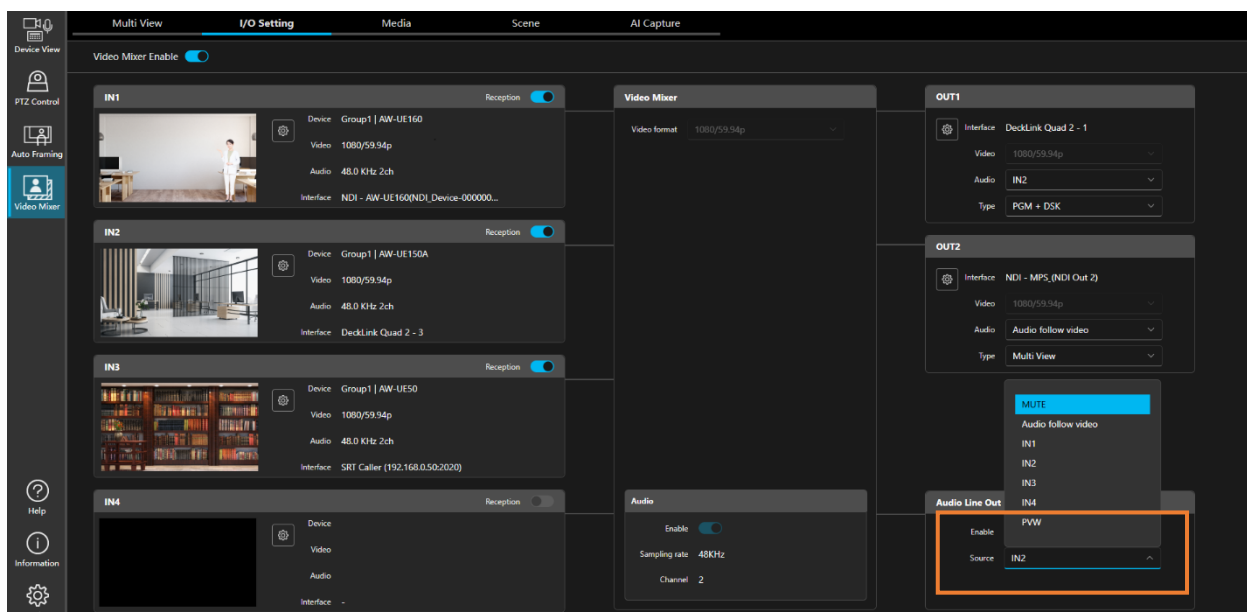 Multi View
I/O Setting
Media
Scene
AI Capture
Device View
PTZ Control
Auto Framing
Video Mixer
Help
Information
Video Mixer Enable
IN1
Reception
Device Group1 | AW-UE160
Video 1080/59.94p
Audio 48.0 KHz 2ch
Interface NDI - AW-UE160(NDI_Device-000000...
IN2
Reception
Device Group1 | AW-UE150A
Video 1080/59.94p
Audio 48.0 KHz 2ch
Interface DeckLink Quad 2 - 3
IN3
Reception
Device Group1 | AW-UE50
Video 1080/59.94p
Audio 48.0 KHz 2ch
Interface SRT Caller (192.168.0.50:2020)
IN4
Reception
Device
Video
Audio
Interface -
Video Mixer
Video format 1080/59.94p
Audio
Enable
Sampling rate 48KHz
Channel 2
OUT1
Interface DeckLink Quad 2 - 1
Video 1080/59.94p
Audio IN2
Type PGM + DSK
OUT2
Interface NDI - MPS_(NDI Out 2)
Video 1080/59.94p
Audio Audio follow video
Type Multi View
MUTE
Audio follow video
IN1
IN2
IN3
IN4
PVW
Audio Line Out
Enable
Source IN2